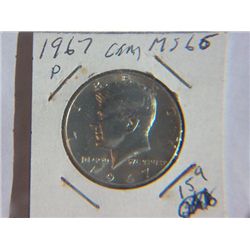 1967 Cam MS65
P
LIBERTY
IN GOD WE TRUST
1967
159